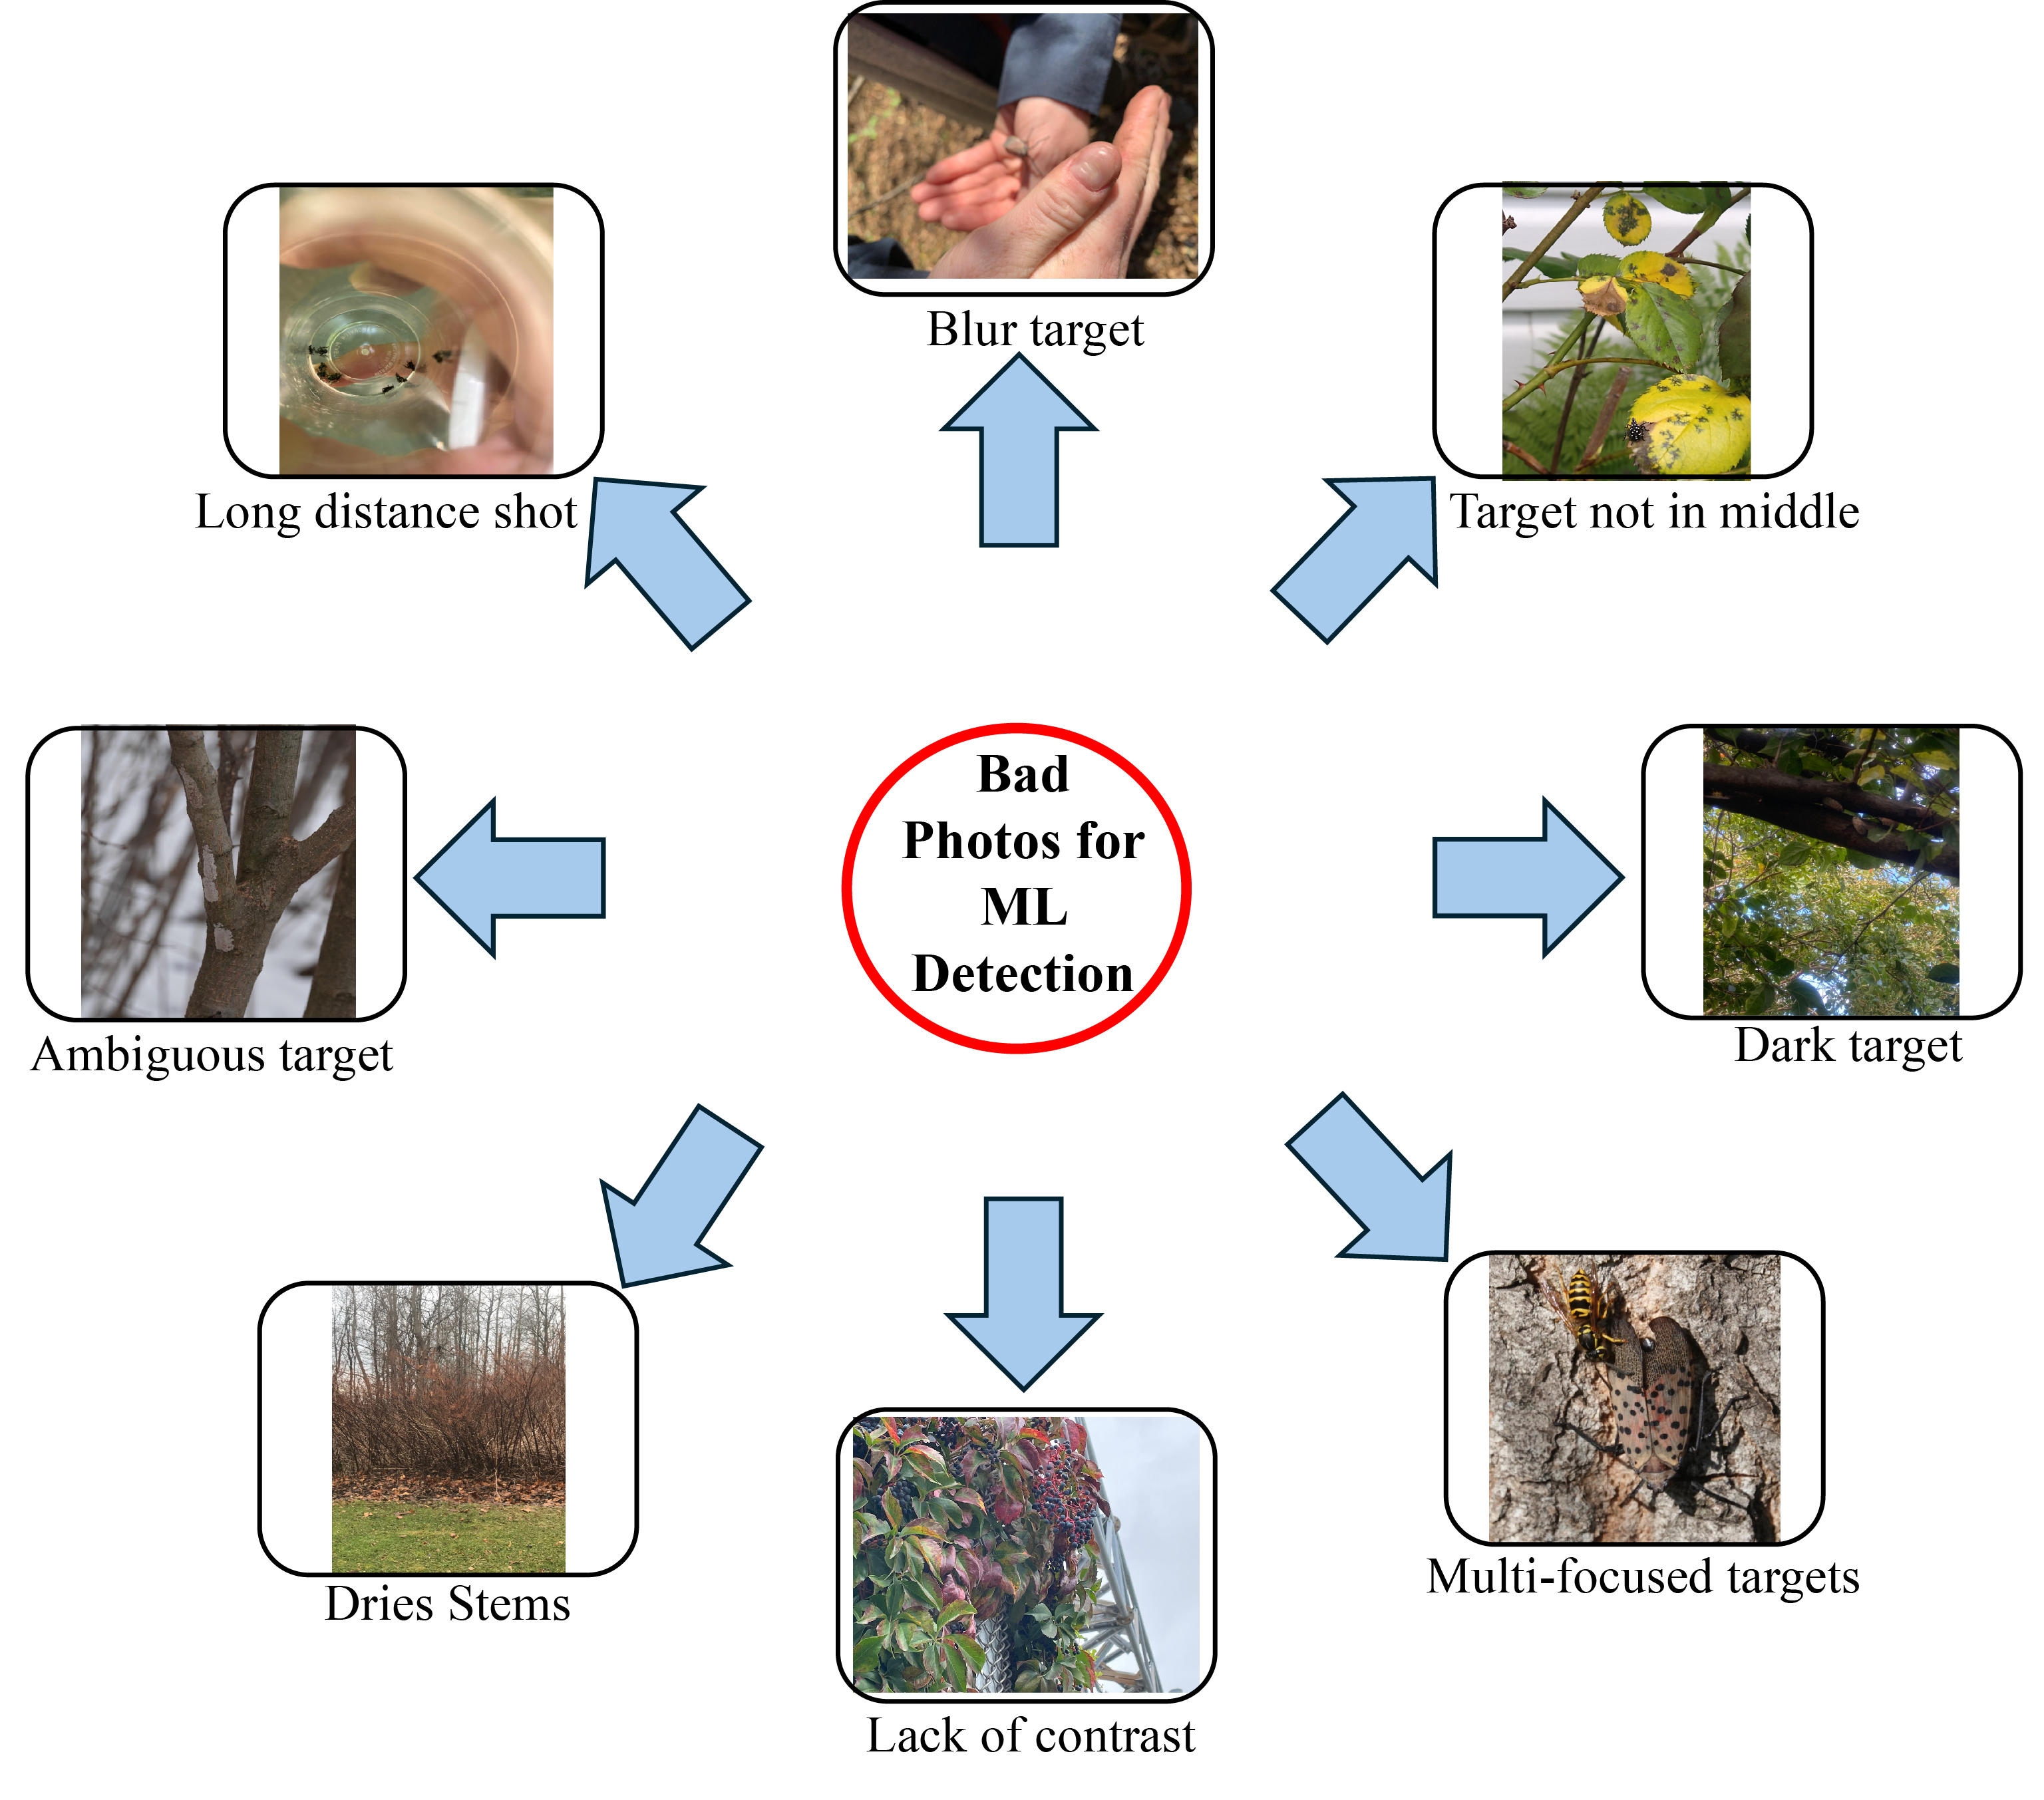 Blur target
Long distance shot
Target not in middle
Bad
Photos for
ML
Detection
Ambiguous target
Dark target
Dries Stems
Multi-focused targets
Lack of contrast